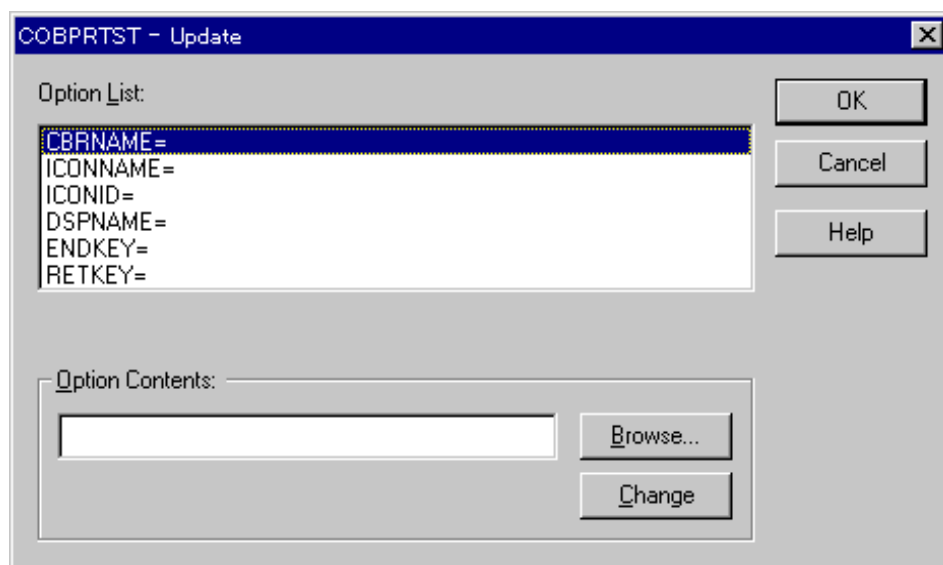 COBPRTST - Update
Option List:
OK
CBRNAME=
ICONNAME=
ICONID=
DSPNAME=
ENDKEY=
RETKEY=
Cancel
Help
Option Contents:
Browse...
Change